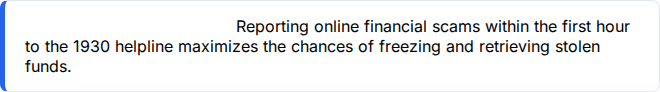 Reporting online financial scams within the first hour
to the 1930 helpline maximizes the chances of freezing and retrieving stolen
funds.